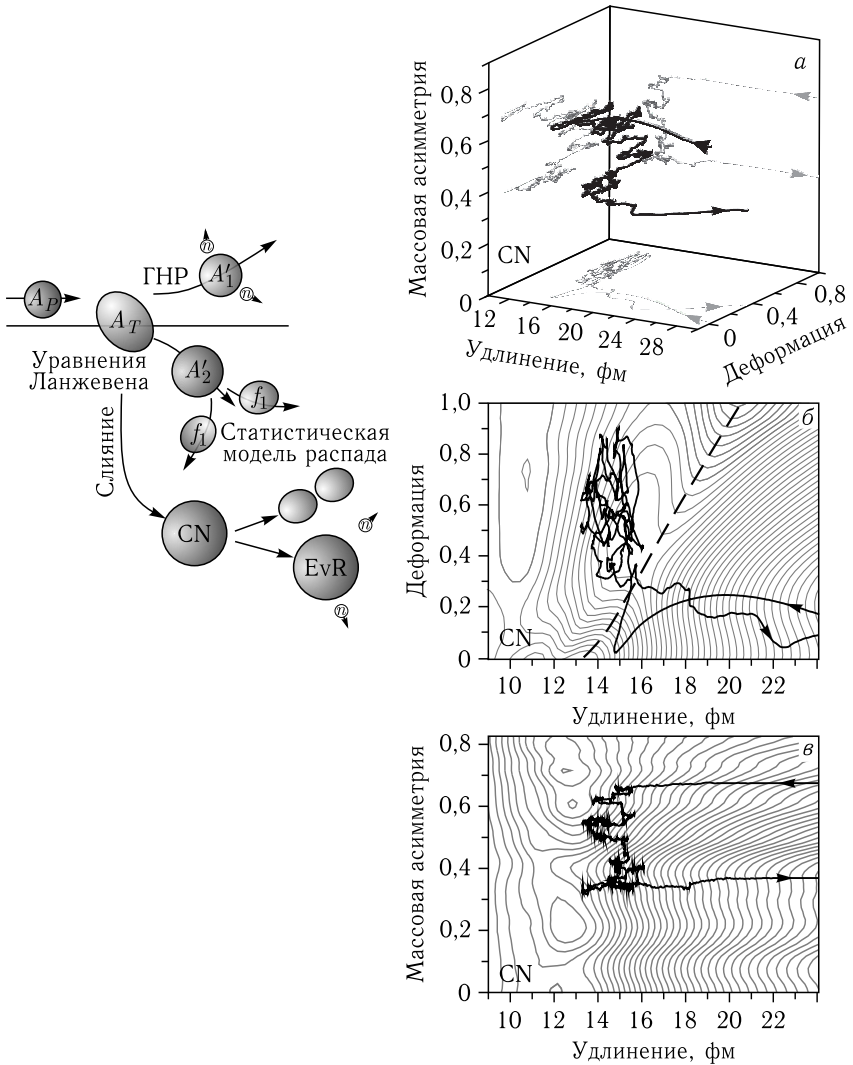 A_P
A_T
ГНР
n
A′_1
n
Уравнения
Ланжевена
A′_2
f_1
f_1
Статистическая
модель распада
Слияние
CN
n
EvR
n
а
Массовая асимметрия
0,8
0,6
0,4
0,2
0
CN
12
16
20
24
28
Удлинение, фм
0
0,4
0,8
Деформация
б
Деформация
1,0
0,8
0,6
0,4
0,2
0
CN
10 12 14 16 18 20 22
Удлинение, фм
в
Массовая асимметрия
0,8
0,6
0,4
0,2
0
CN
10 12 14 16 18 20 22
Удлинение, фм